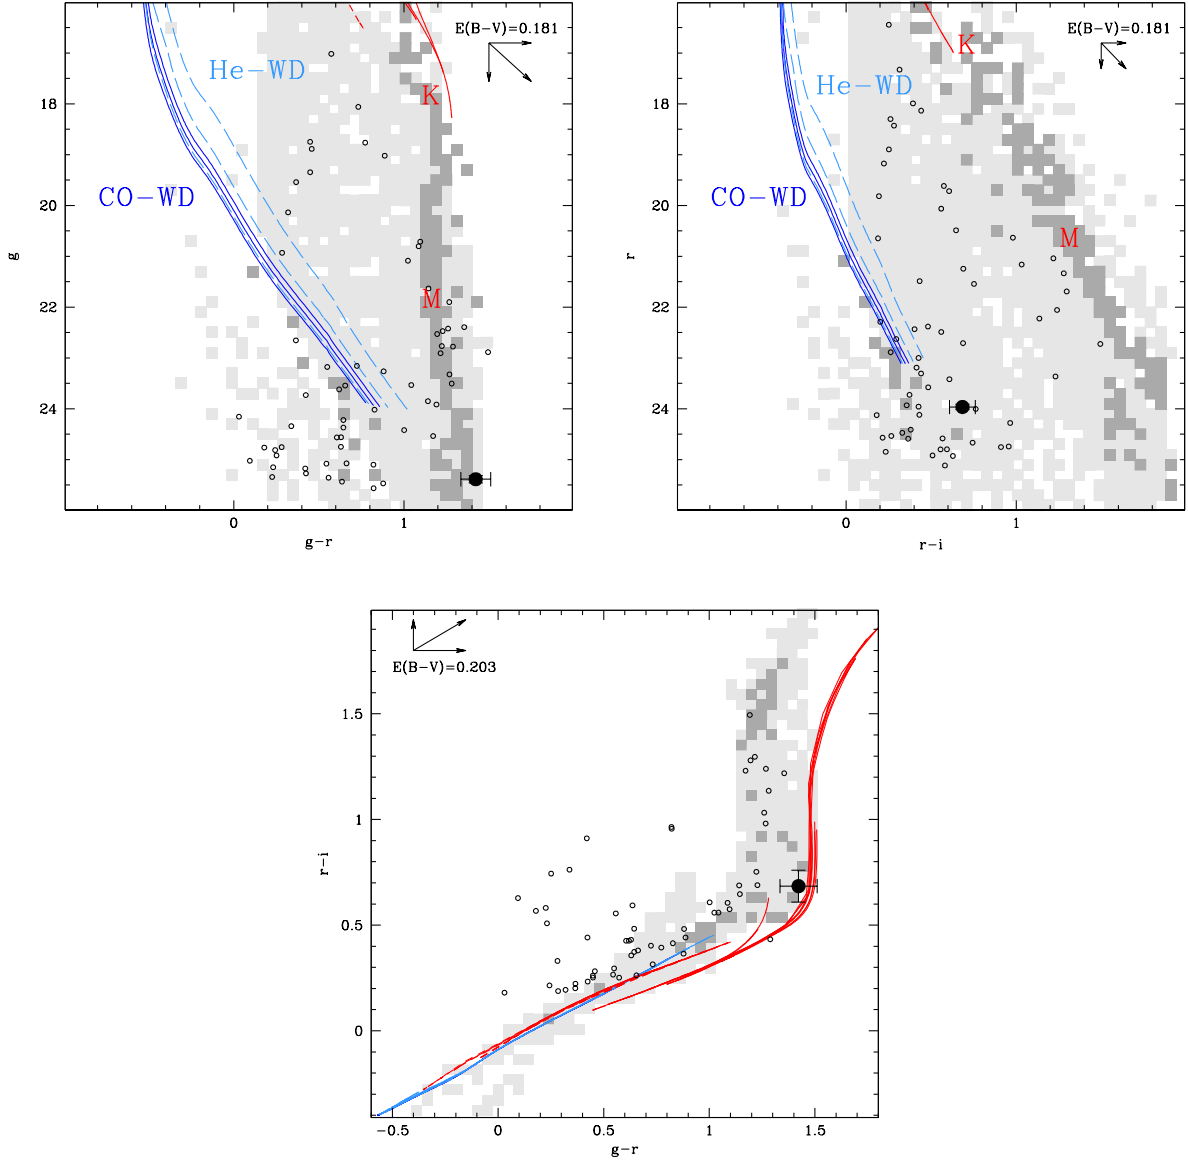 E(B-V)=0.181
He-WD
K
18
CO-WD
20
g
M
22
24
0
1
g-r
E(B-V)=0.181
K
He-WD
18
CO-WD
20
M
r
22
24
0
1
r-i
E(B-V)=0.203
1.5
1
r-i
0.5
0
-0.5
0
0.5
1
1.5
g-r